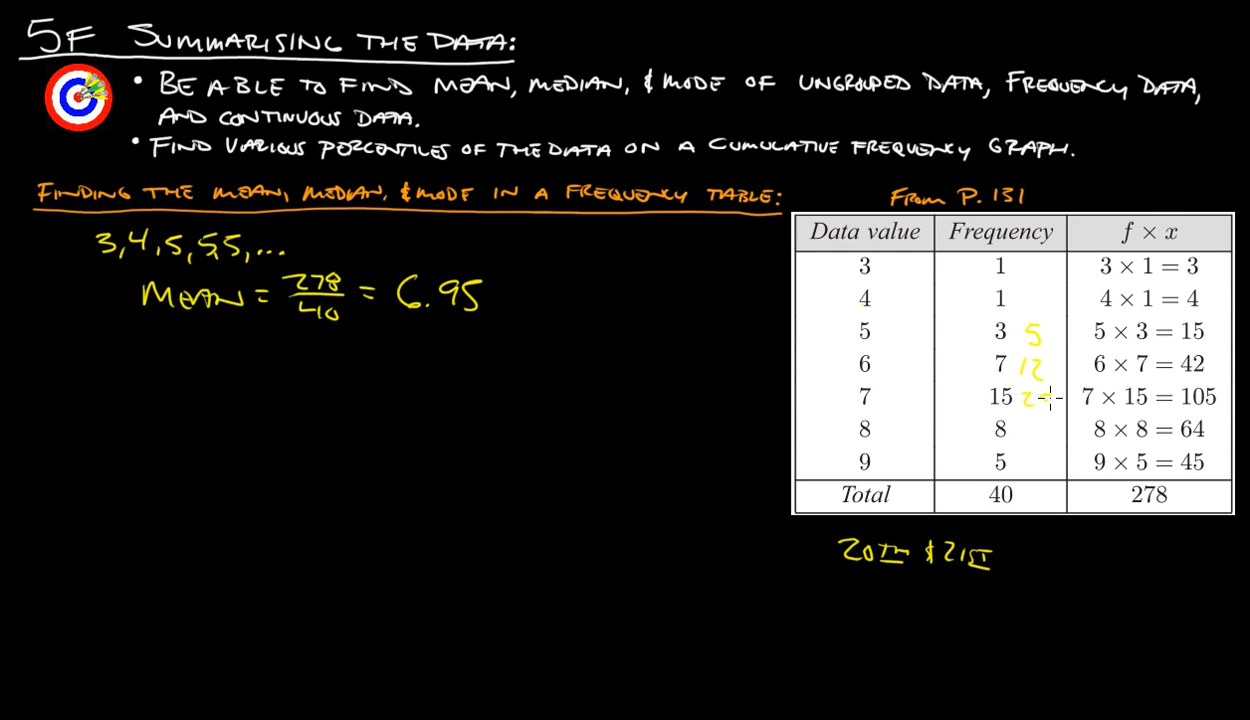 5F SUMMARISING THE DATA:
• BE ABLE TO FIND MEAN, MEDIAN, & MODE OF UNGROUPED DATA, FREQUENCY DATA,
AND CONTINUOUS DATA.
• FIND VARIOUS PERCENTILES OF THE DATA ON A CUMULATIVE FREQUENCY GRAPH.
FINDING THE MEAN, MEDIAN, & MODE IN A FREQUENCY TABLE:
FROM P. 131
3, 4, 5, 5, 5, ...
MEAN = 278/40 = 6.95
Data value Frequency f × x
3 1 3 × 1 = 3
4 1 4 × 1 = 4
5 3 5 5 × 3 = 15
6 7 12 6 × 7 = 42
7 15 2 7 × 15 = 105
8 8 8 × 8 = 64
9 5 9 × 5 = 45
Total 40 278
20TH & 21ST